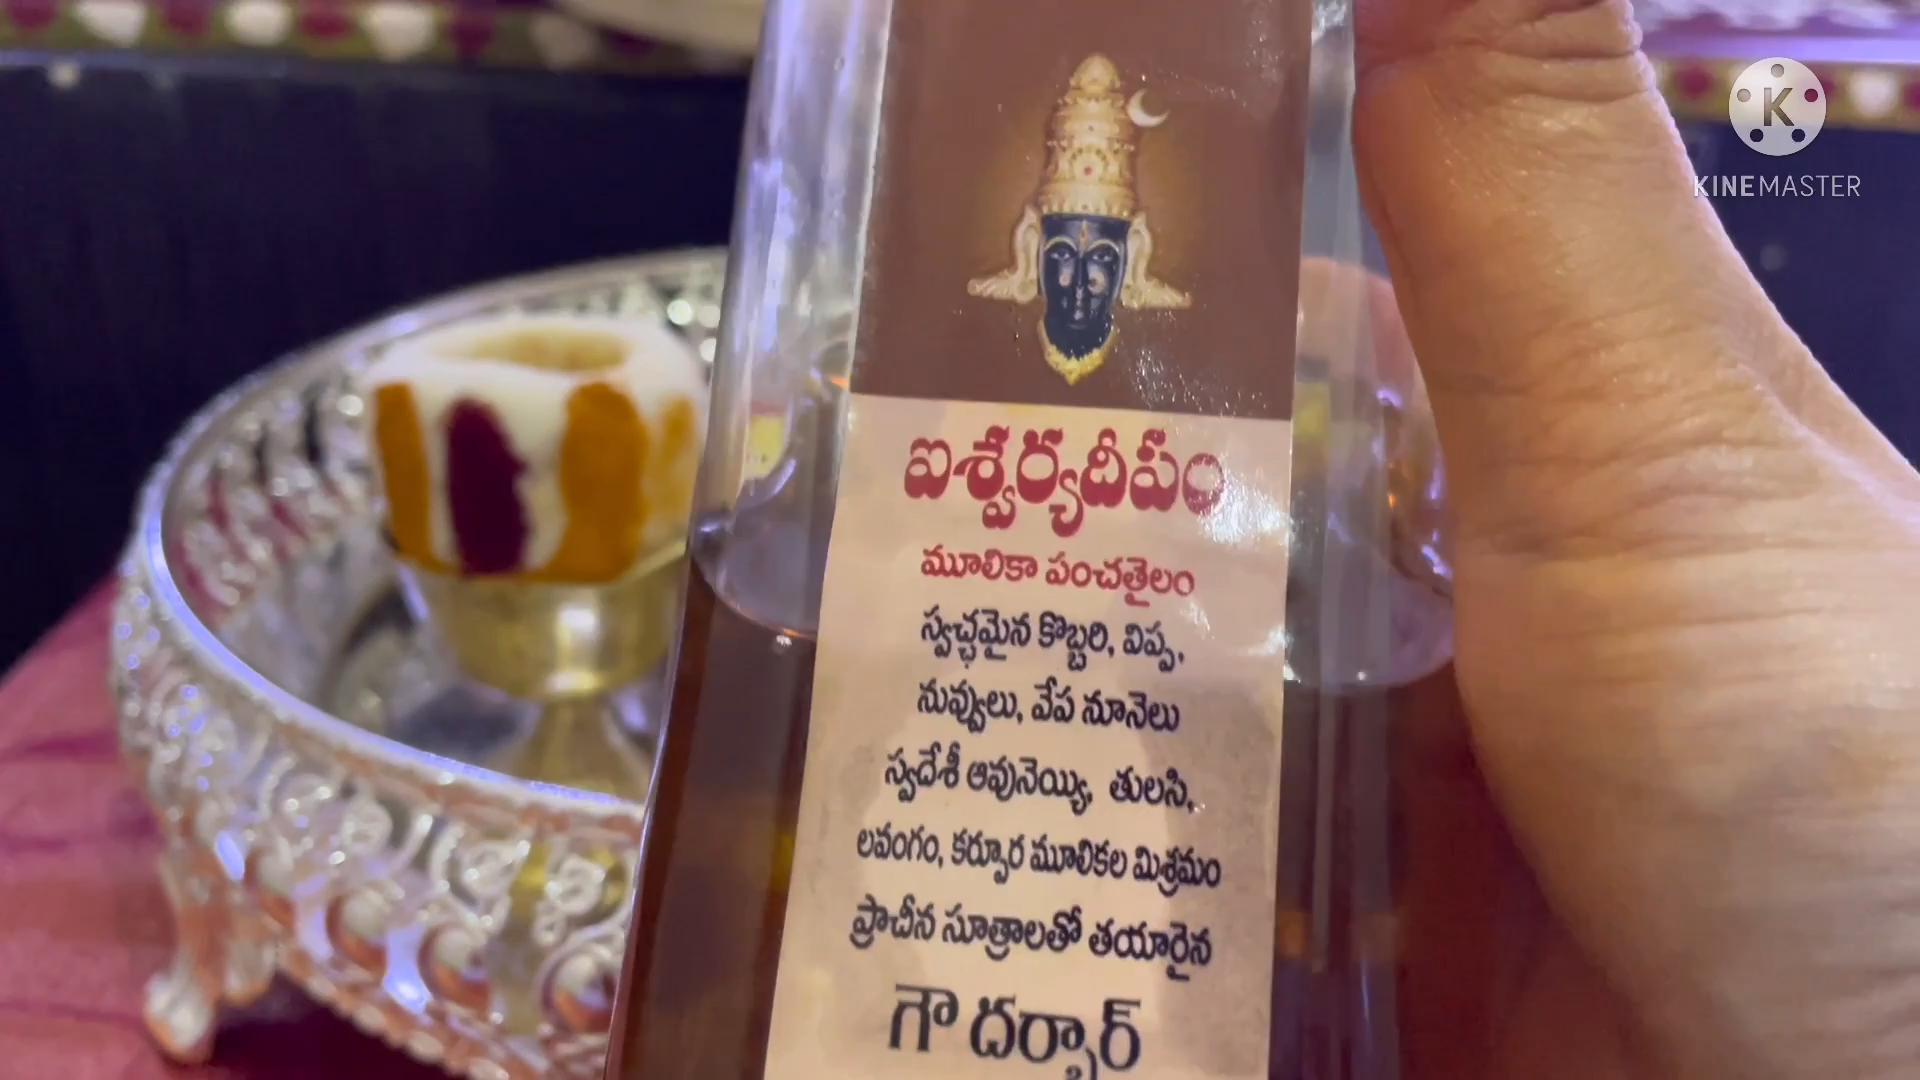 K
KINEMASTER
ఐశ్వర్యదీపం
మూలికా పంచతైలం
స్వచ్ఛమైన కొబ్బరి, విప్ప,
నువ్వులు, వేప నూనెలు
స్వదేశీ ఆవునెయ్యి, తులసి,
లవంగం, కర్పూర మూలికల మిశ్రమం
ప్రాచీన సూత్రాలతో తయారైన
గౌ దర్బార్